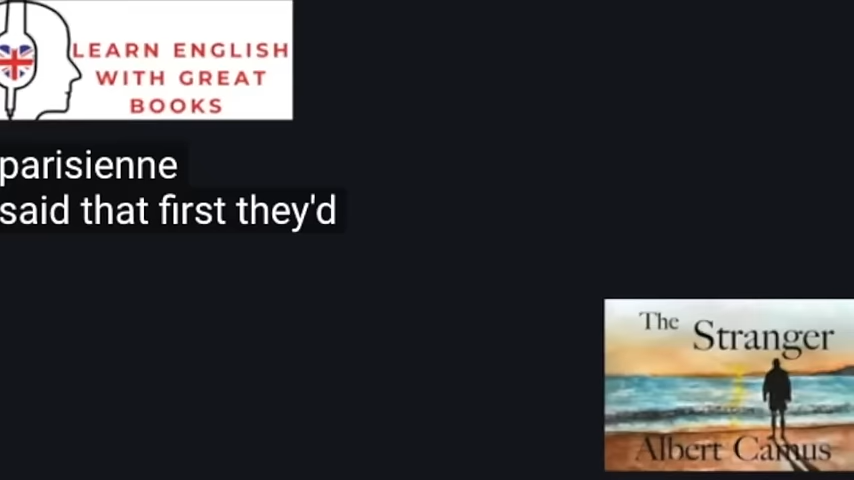 LEARN ENGLISH
WITH GREAT
BOOKS
parisienne
said that first they'd
The Stranger
Albert Camus